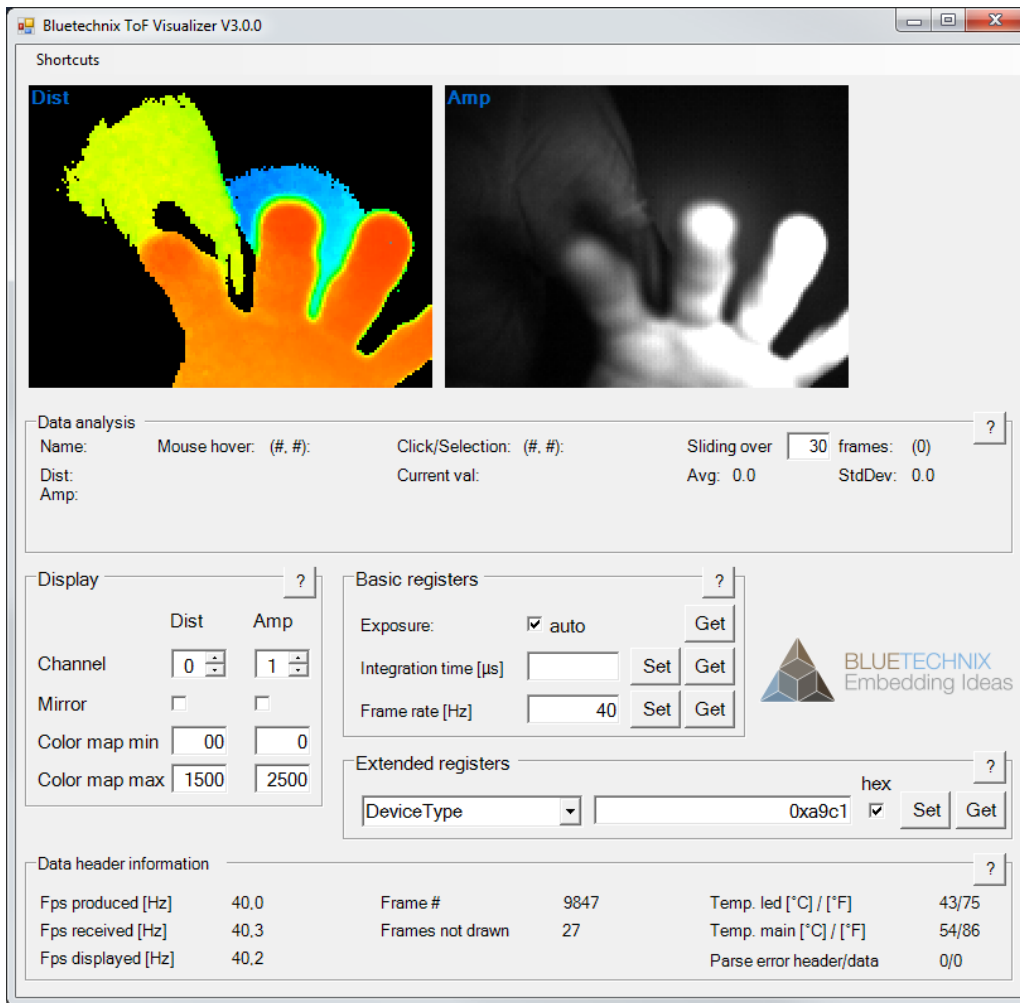 Bluetechnix ToF Visualizer V3.0.0
Shortcuts
Dist
Amp
Data analysis
?
Name: Mouse hover: (#, #): Click/Selection: (#, #): Sliding over 30 frames: (0)
Dist: Current val: Avg: 0.0 StdDev: 0.0
Amp:
Display ?
Dist Amp
Channel 0 1
Mirror
Color map min 00 0
Color map max 1500 2500
Basic registers ?
Exposure: auto Get
Integration time [µs] Set Get
Frame rate [Hz] 40 Set Get
BLUETECHNIX
Embedding Ideas
Extended registers ?
hex
DeviceType 0xa9c1 Set Get
Data header information ?
Fps produced [Hz] 40,0 Frame # 9847 Temp. led [°C] / [°F] 43/75
Fps received [Hz] 40,3 Frames not drawn 27 Temp. main [°C] / [°F] 54/86
Fps displayed [Hz] 40,2 Parse error header/data 0/0